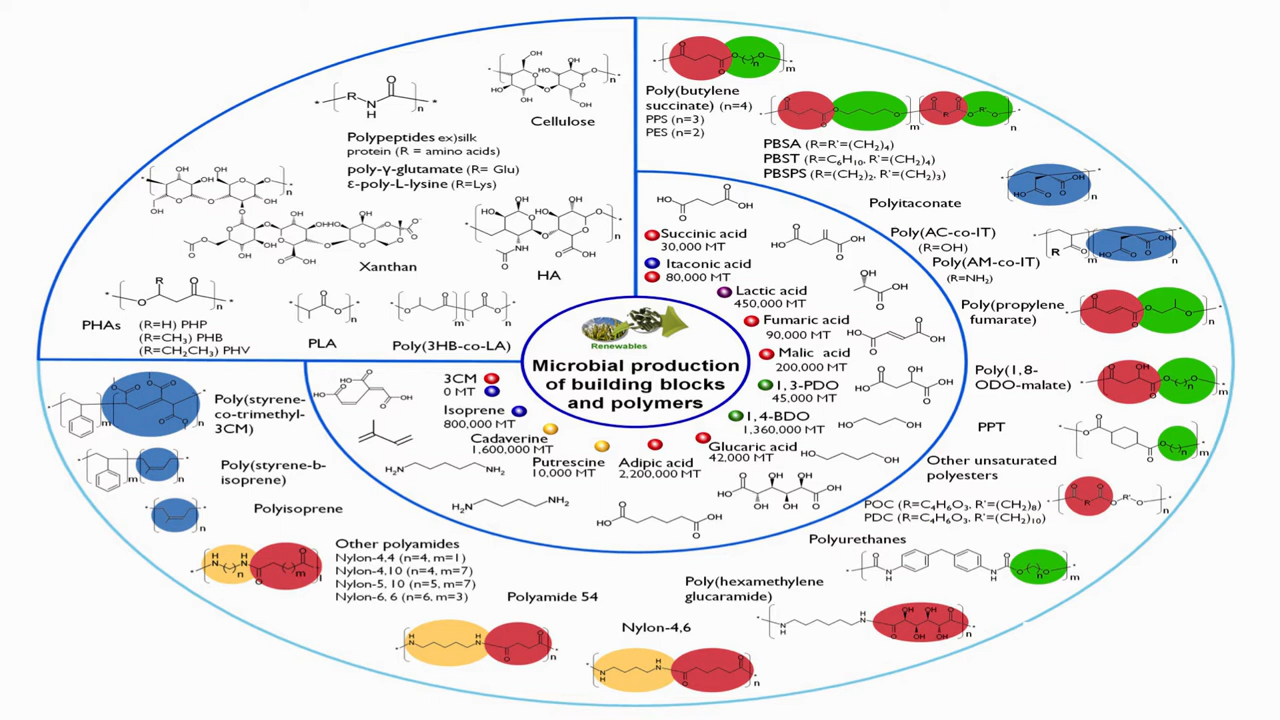 Cellulose
Polypeptides ex)silk
protein (R = amino acids)
poly-γ-glutamate (R= Glu)
ε-poly-L-lysine (R=Lys)
Xanthan
HA
PHAs
(R=H) PHP
(R=CH₃) PHB
(R=CH₂CH₃) PHV
PLA
Poly(3HB-co-LA)
Poly(butylene
succinate) (n=4)
PPS (n=3)
PES (n=2)
PBSA (R=R'=(CH₂)₄)
PBST (R=C₆H₁₀, R'=(CH₂)₄)
PBSPS (R=(CH₂)₂, R'=(CH₂)₃)
Polyitaconate
Poly(AC-co-IT)
(R=OH)
Poly(AM-co-IT)
(R=NH₂)
Poly(propylene
fumarate)
Poly(1,8-
ODO-malate)
PPT
Other unsaturated
polyesters
POC (R=C₄H₆O₃, R'=(CH₂)₈)
PDC (R=C₄H₆O₃, R'=(CH₂)₁₀)
Polyurethanes
Poly(hexamethylene
glucaramide)
Nylon-4,6
Polyamide 54
Other polyamides
Nylon-4,4 (n=4, m=1)
Nylon-4,10 (n=4, m=7)
Nylon-5, 10 (n=5, m=7)
Nylon-6, 6 (n=6, m=3)
Polyisoprene
Poly(styrene-b-
isoprene)
Poly(styrene-
co-trimethyl-
3CM)
Succinic acid
30,000 MT
Itaconic acid
80,000 MT
Lactic acid
450,000 MT
Fumaric acid
90,000 MT
Malic acid
200,000 MT
1,3-PDO
45,000 MT
1,4-BDO
1,360,000 MT
Glucaric acid
42,000 MT
Adipic acid
2,200,000 MT
Putrescine
10,000 MT
Cadaverine
1,600,000 MT
Isoprene
800,000 MT
3CM
0 MT
Renewables
Microbial production
of building blocks
and polymers